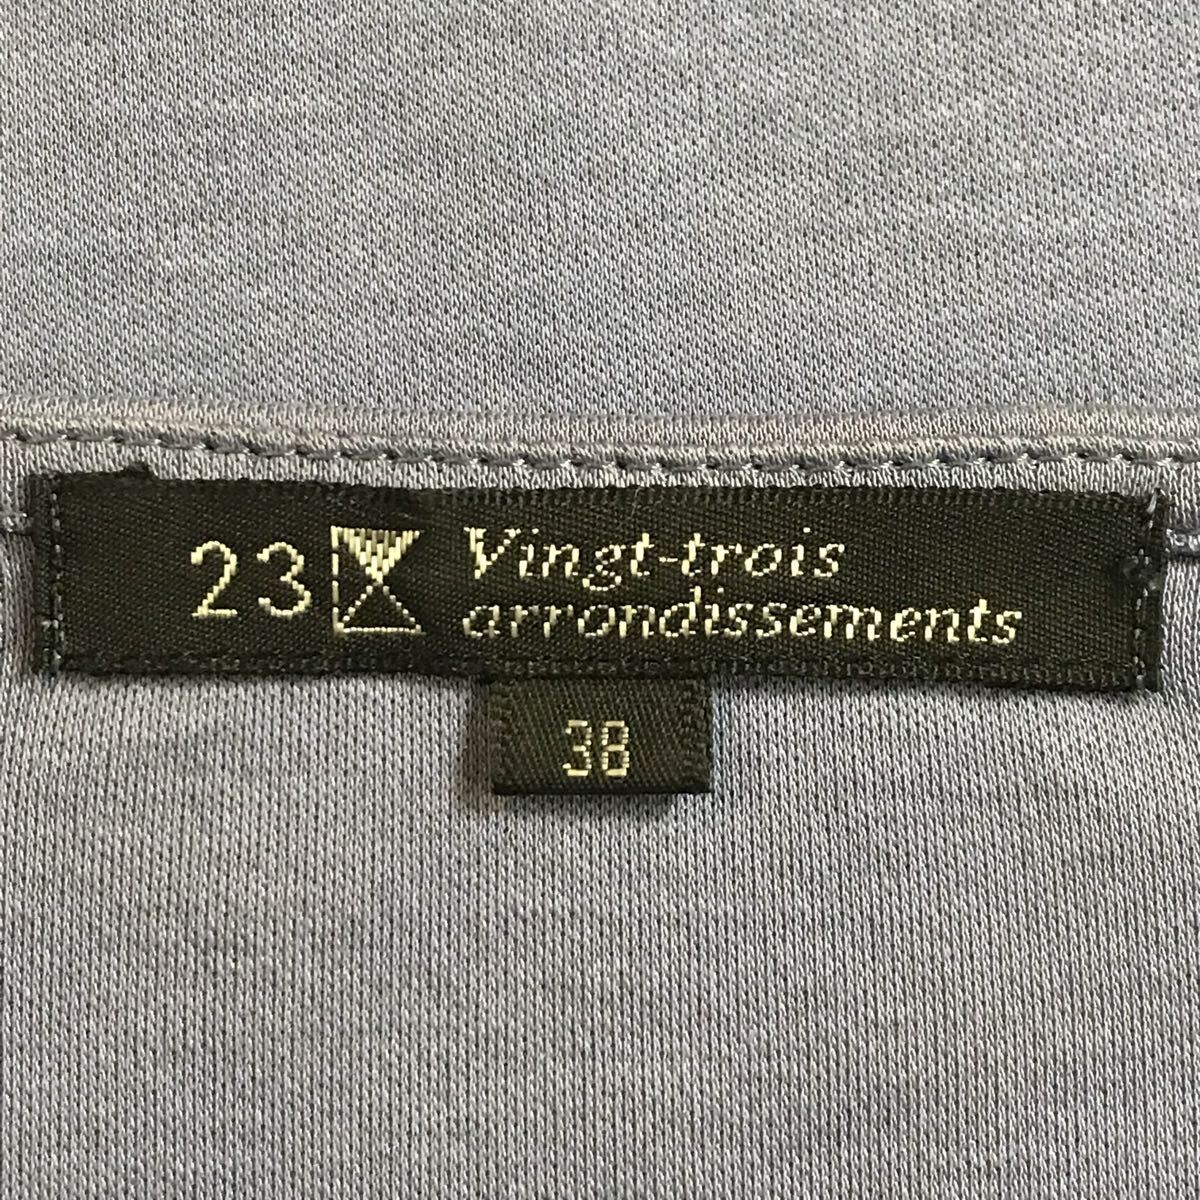 23 Vingt-trois
arrondissements
38